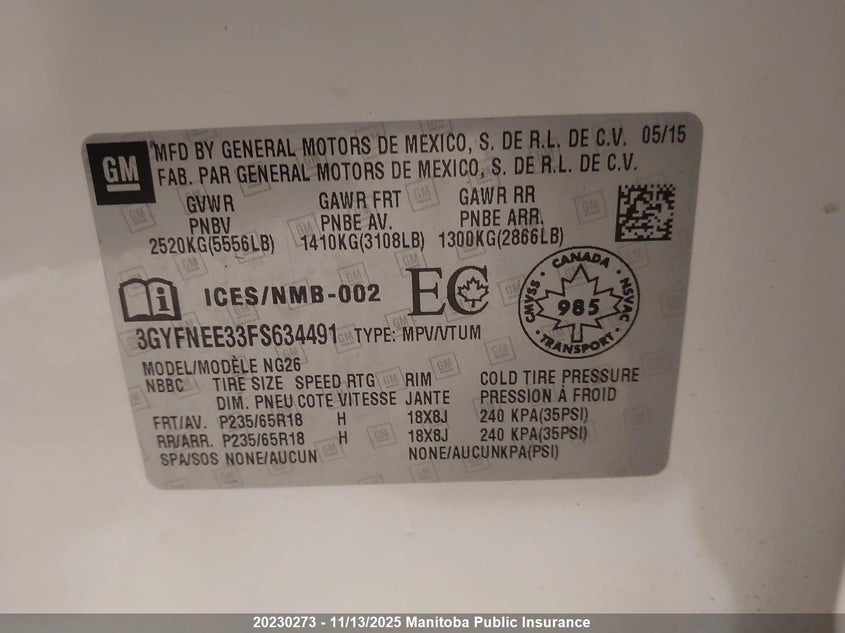 GM
MFD BY GENERAL MOTORS DE MEXICO, S. DE R.L. DE C.V. 05/15
FAB. PAR GENERAL MOTORS DE MEXICO, S. DE R.L. DE C.V.
GVWR GAWR FRT GAWR RR
PNBV PNBE AV. PNBE ARR.
2520KG(5556LB) 1410KG(3108LB) 1300KG(2866LB)
ICES/NMB-002 EC
CANADA
CMVSS 985 NSVAC
TRANSPORT
3GYFNEE33FS634491 TYPE: MPV/VTUM
MODEL/MODÈLE NG26
NBBC TIRE SIZE SPEED RTG RIM COLD TIRE PRESSURE
DIM. PNEU COTE VITESSE JANTE PRESSION À FROID
FRT/AV. P235/65R18 H 18X8J 240 KPA(35PSI)
RR/ARR. P235/65R18 H 18X8J 240 KPA(35PSI)
SPA/SOS NONE/AUCUN NONE/AUCUNKPA(PSI)
20230273 - 11/13/2025 Manitoba Public Insurance